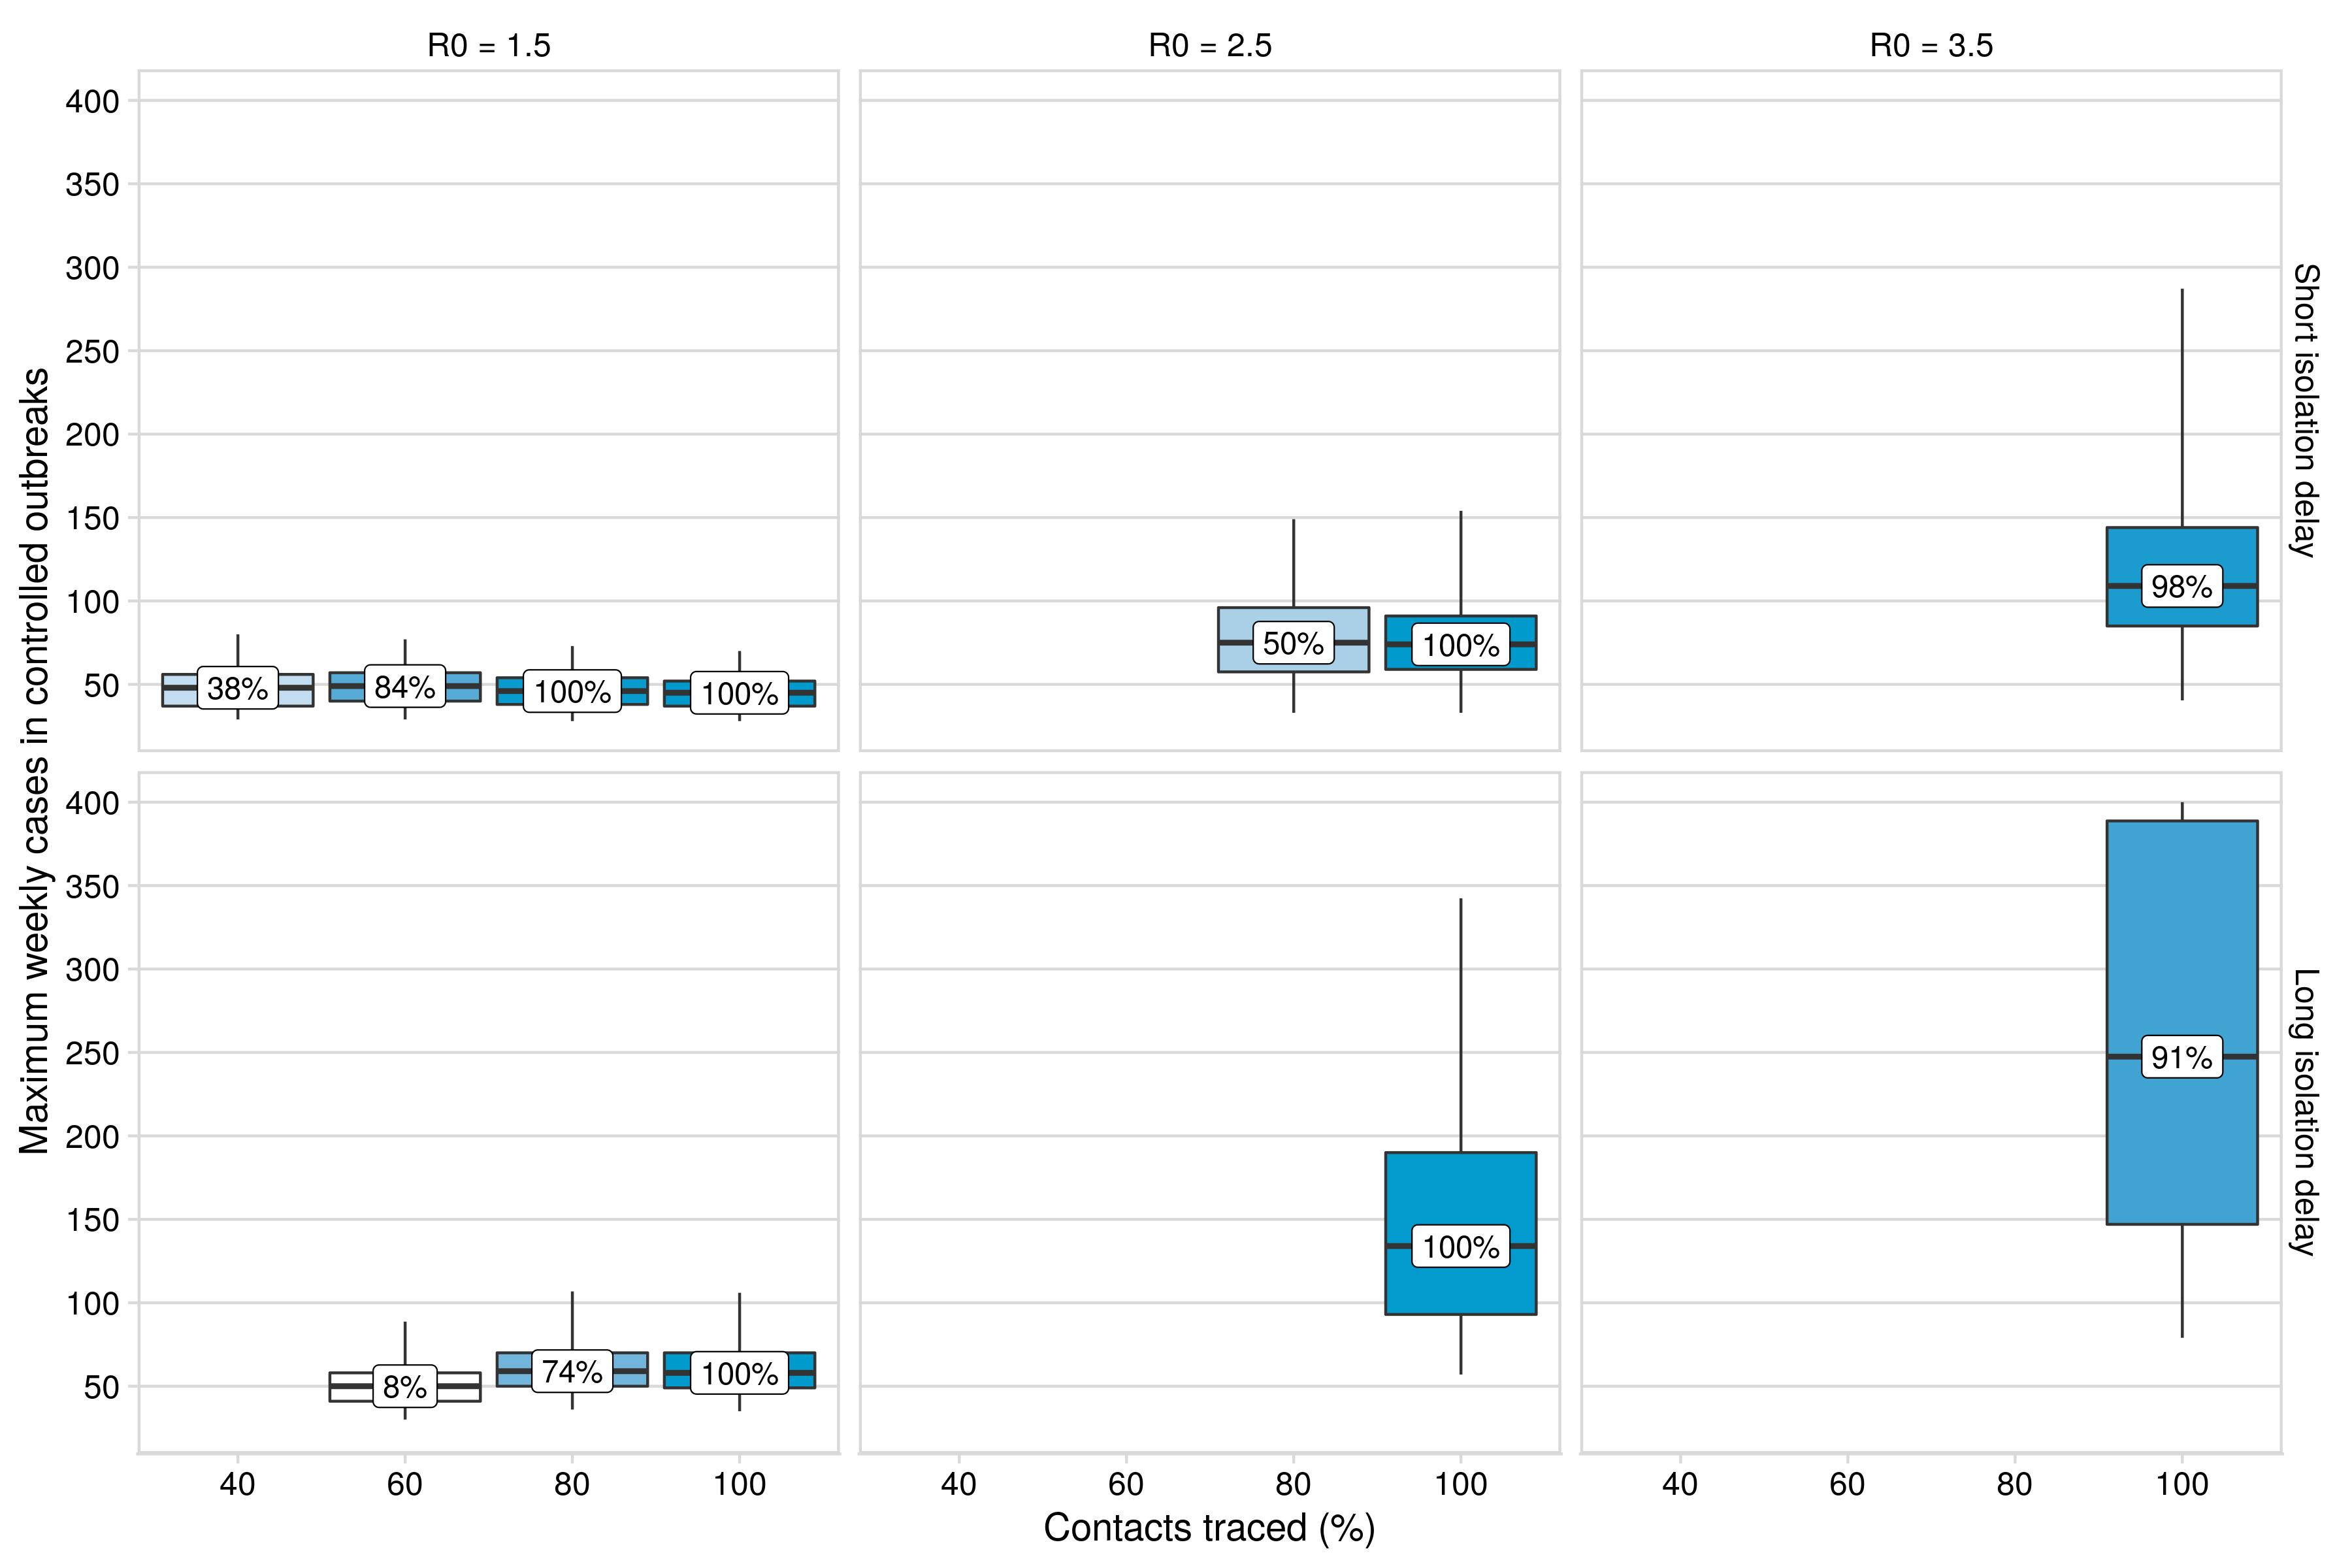 R0 = 1.5
R0 = 2.5
R0 = 3.5
Maximum weekly cases in controlled outbreaks
400
350
300
250
200
150
100
50
38%
84%
100%
100%
50%
100%
98%
Short isolation delay
400
350
300
250
200
150
100
50
8%
74%
100%
100%
91%
Long isolation delay
40 60 80 100
40 60 80 100
40 60 80 100
Contacts traced (%)